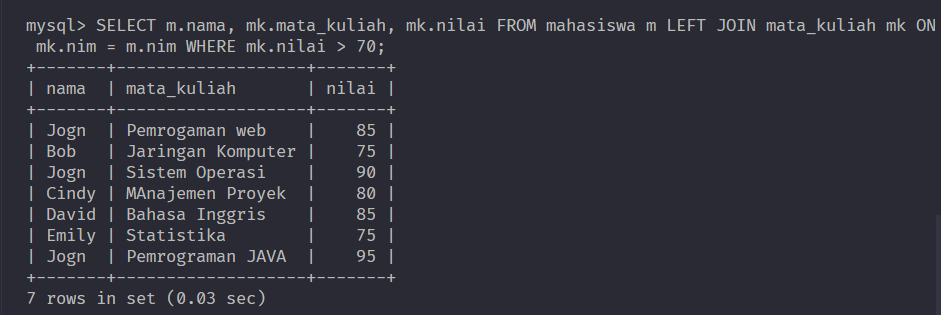 mysql> SELECT m.nama, mk.mata_kuliah, mk.nilai FROM mahasiswa m LEFT JOIN mata_kuliah mk ON
 mk.nim = m.nim WHERE mk.nilai > 70;
+-------+-------------------+-------+
| nama  | mata_kuliah       | nilai |
+-------+-------------------+-------+
| Jogn  | Pemrogaman web    |    85 |
| Bob   | Jaringan Komputer |    75 |
| Jogn  | Sistem Operasi    |    90 |
| Cindy | MAnajemen Proyek  |    80 |
| David | Bahasa Inggris    |    85 |
| Emily | Statistika        |    75 |
| Jogn  | Pemrograman JAVA  |    95 |
+-------+-------------------+-------+
7 rows in set (0.03 sec)